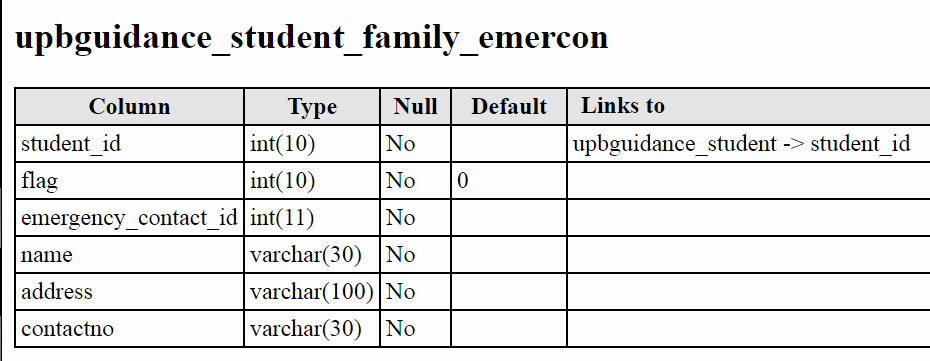 upbguidance_student_family_emercon
Column Type Null Default Links to
student_id int(10) No upbguidance_student -> student_id
flag int(10) No 0
emergency_contact_id int(11) No
name varchar(30) No
address varchar(100) No
contactno varchar(30) No